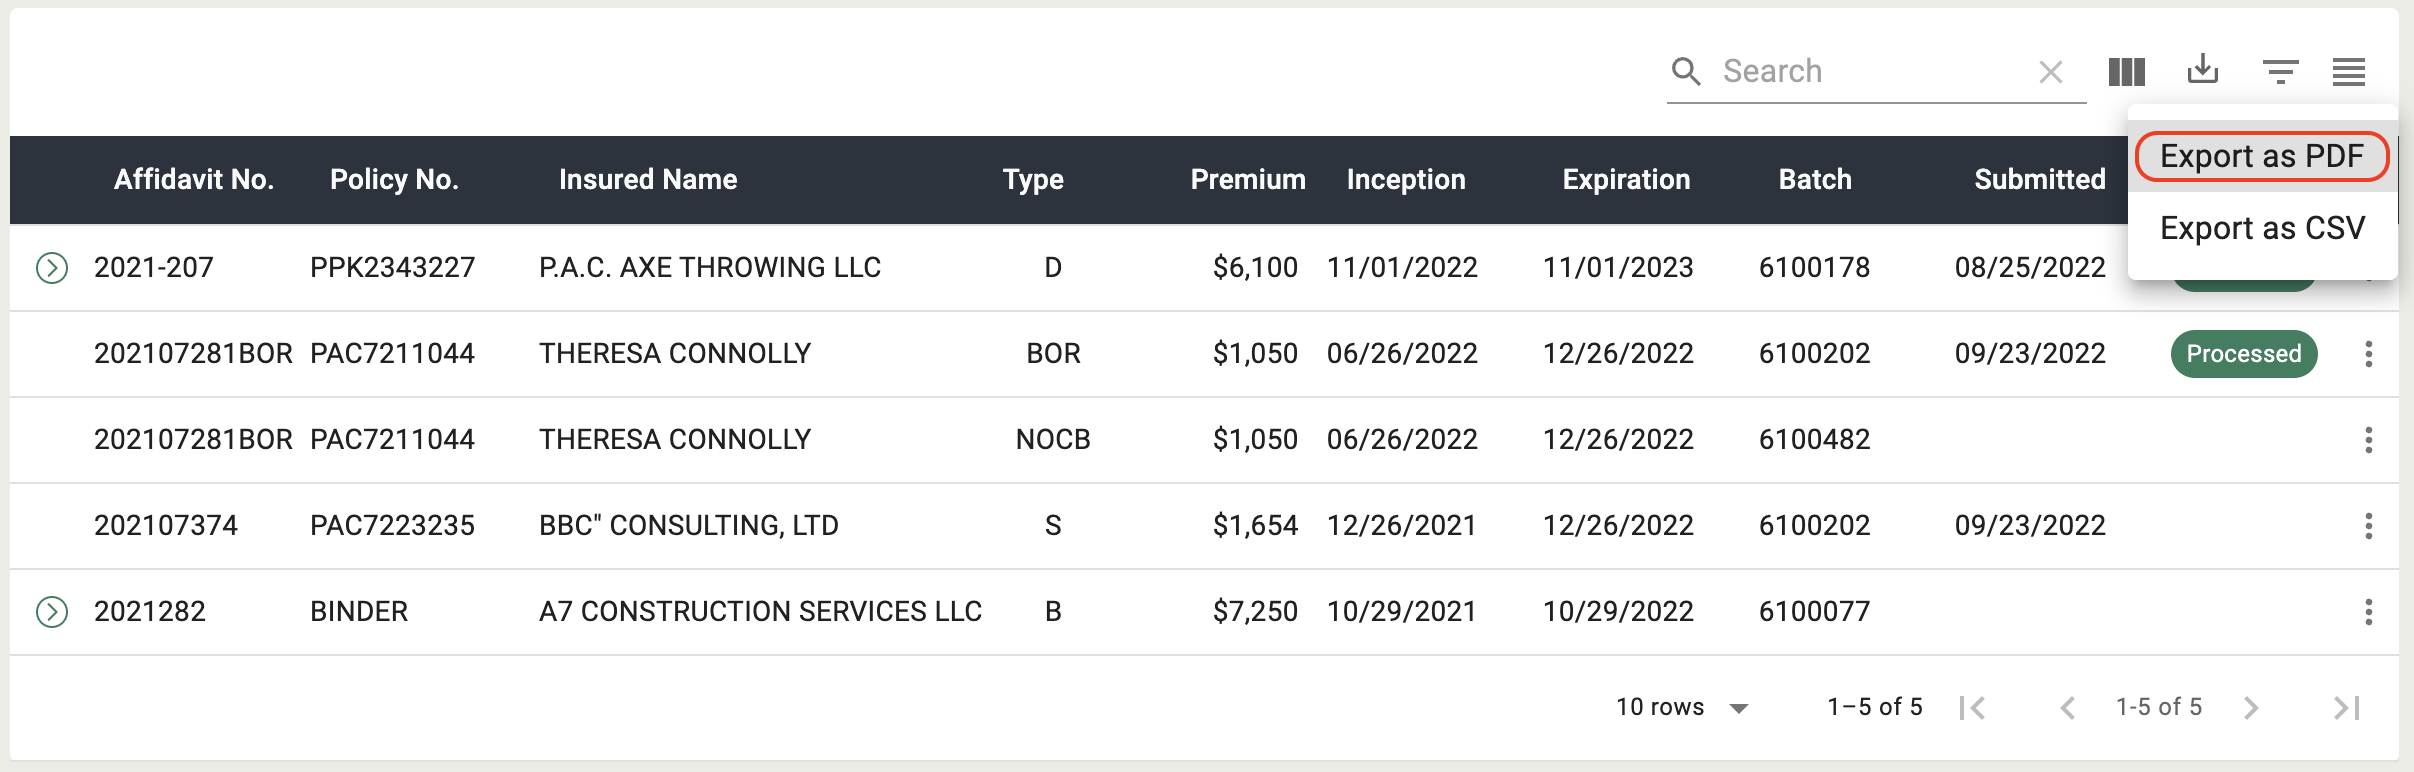 Search
Export as PDF
Export as CSV
Affidavit No. Policy No. Insured Name Type Premium Inception Expiration Batch Submitted
2021-207 PPK2343227 P.A.C. AXE THROWING LLC D $6,100 11/01/2022 11/01/2023 6100178 08/25/2022
202107281BOR PAC7211044 THERESA CONNOLLY BOR $1,050 06/26/2022 12/26/2022 6100202 09/23/2022 Processed
202107281BOR PAC7211044 THERESA CONNOLLY NOCB $1,050 06/26/2022 12/26/2022 6100482
202107374 PAC7223235 BBC" CONSULTING, LTD S $1,654 12/26/2021 12/26/2022 6100202 09/23/2022
2021282 BINDER A7 CONSTRUCTION SERVICES LLC B $7,250 10/29/2021 10/29/2022 6100077
10 rows 1–5 of 5 1-5 of 5